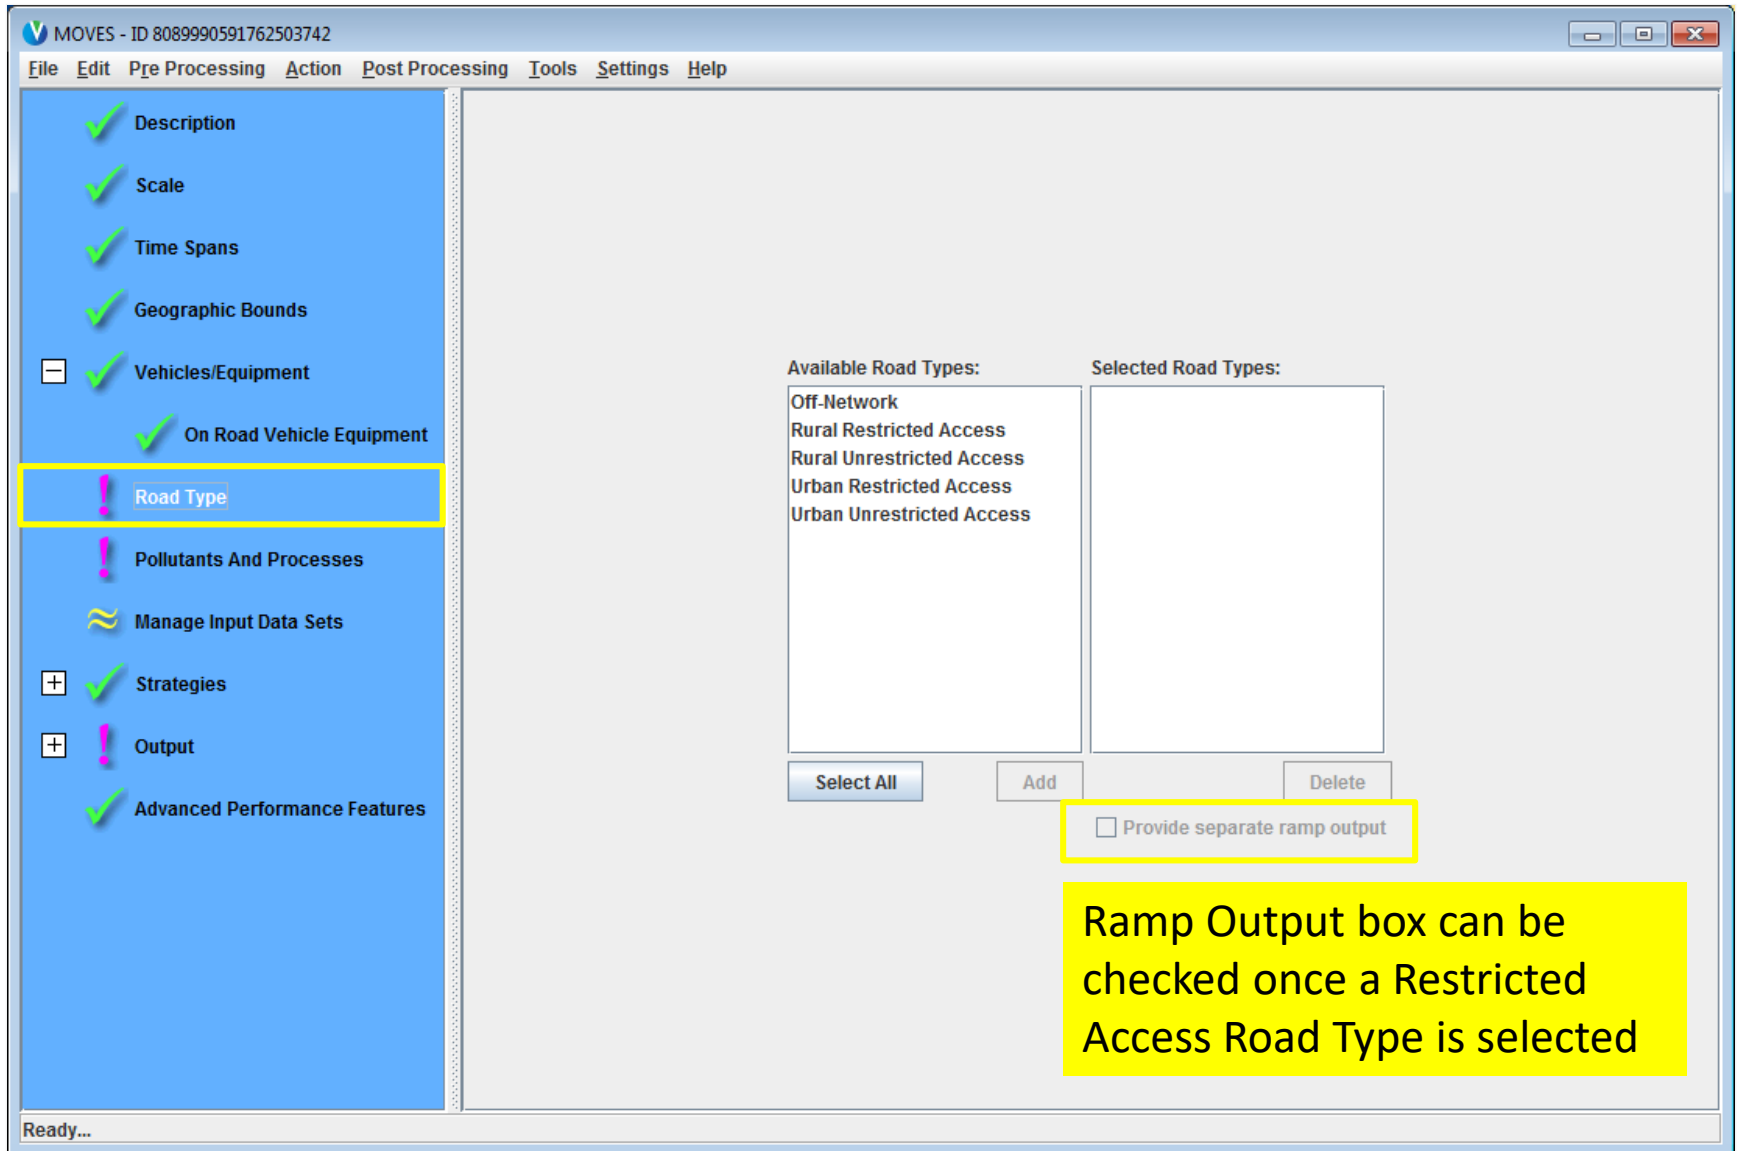 MOVES - ID 8089990591762503742
File Edit Pre Processing Action Post Processing Tools Settings Help
Description
Scale
Time Spans
Geographic Bounds
Vehicles/Equipment
On Road Vehicle Equipment
Road Type
Pollutants And Processes
Manage Input Data Sets
Strategies
Output
Advanced Performance Features
Available Road Types:
Off-Network
Rural Restricted Access
Rural Unrestricted Access
Urban Restricted Access
Urban Unrestricted Access
Selected Road Types:
Select All
Add
Delete
Provide separate ramp output
Ramp Output box can be
checked once a Restricted
Access Road Type is selected
Ready...